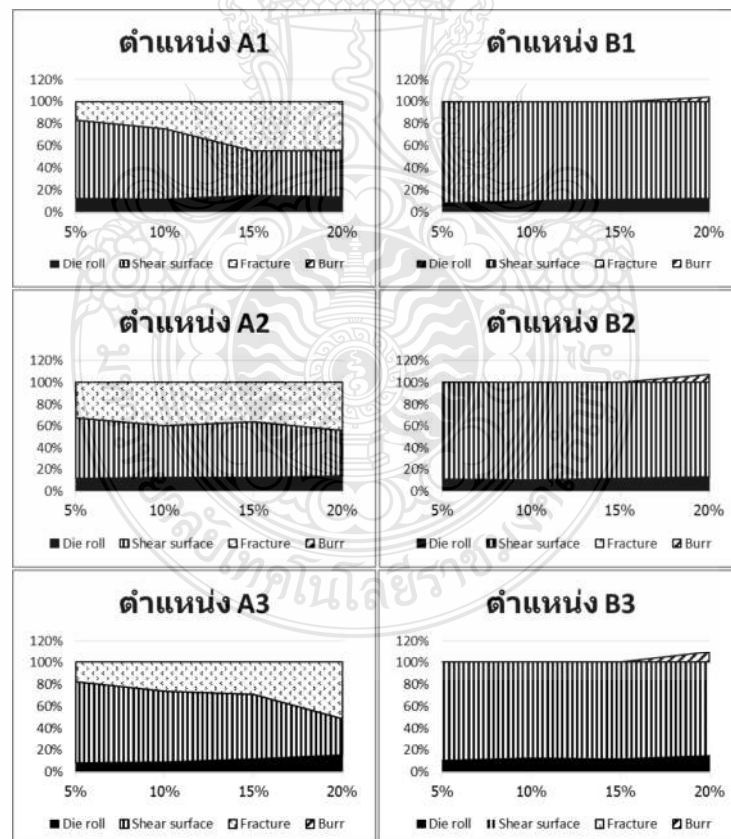 ตำแหน่ง A1
120%
100%
80%
60%
40%
20%
0%
5% 10% 15% 20%
Die roll Shear surface Fracture Burr
ตำแหน่ง B1
120%
100%
80%
60%
40%
20%
0%
5% 10% 15% 20%
Die roll Shear surface Fracture Burr
ตำแหน่ง A2
120%
100%
80%
60%
40%
20%
0%
5% 10% 15% 20%
Die roll Shear surface Fracture Burr
ตำแหน่ง B2
120%
100%
80%
60%
40%
20%
0%
5% 10% 15% 20%
Die roll Shear surface Fracture Burr
ตำแหน่ง A3
120%
100%
80%
60%
40%
20%
0%
5% 10% 15% 20%
Die roll Shear surface Fracture Burr
ตำแหน่ง B3
120%
100%
80%
60%
40%
20%
0%
5% 10% 15% 20%
Die roll Shear surface Fracture Burr